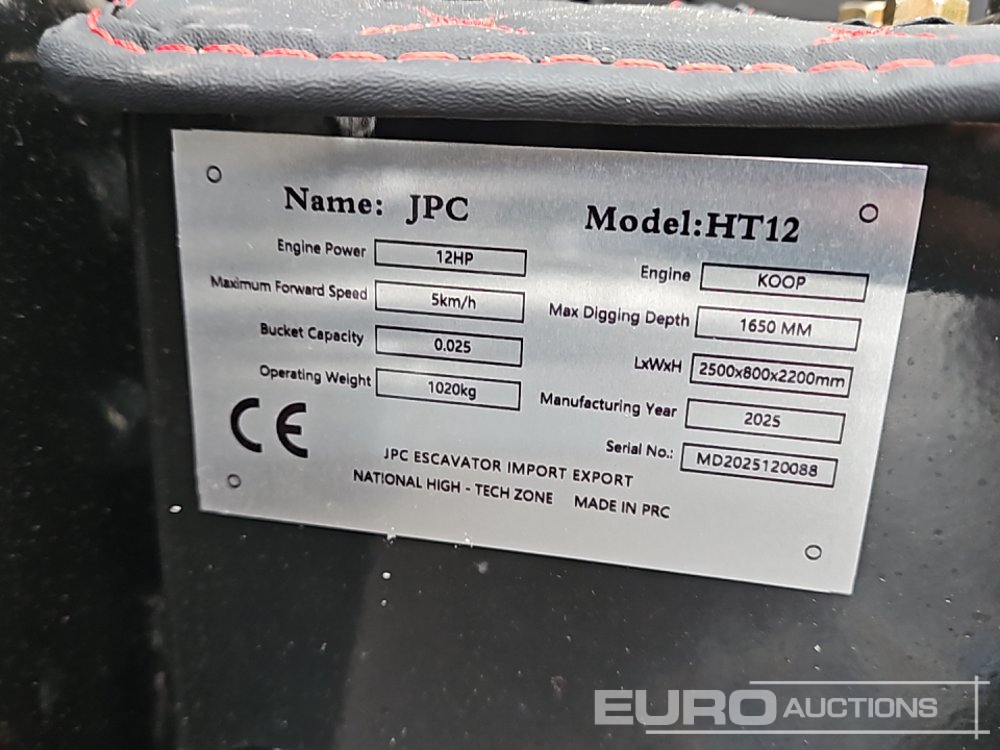 Name: JPC Model:HT12
Engine Power 12HP Engine KOOP
Maximum Forward Speed 5km/h Max Digging Depth 1650 MM
Bucket Capacity 0.025 LxWxH 2500x800x2200mm
Operating Weight 1020kg Manufacturing Year 2025
Serial No.: MD2025120088
CE
JPC ESCAVATOR IMPORT EXPORT
NATIONAL HIGH - TECH ZONE MADE IN PRC
EURO AUCTIONS